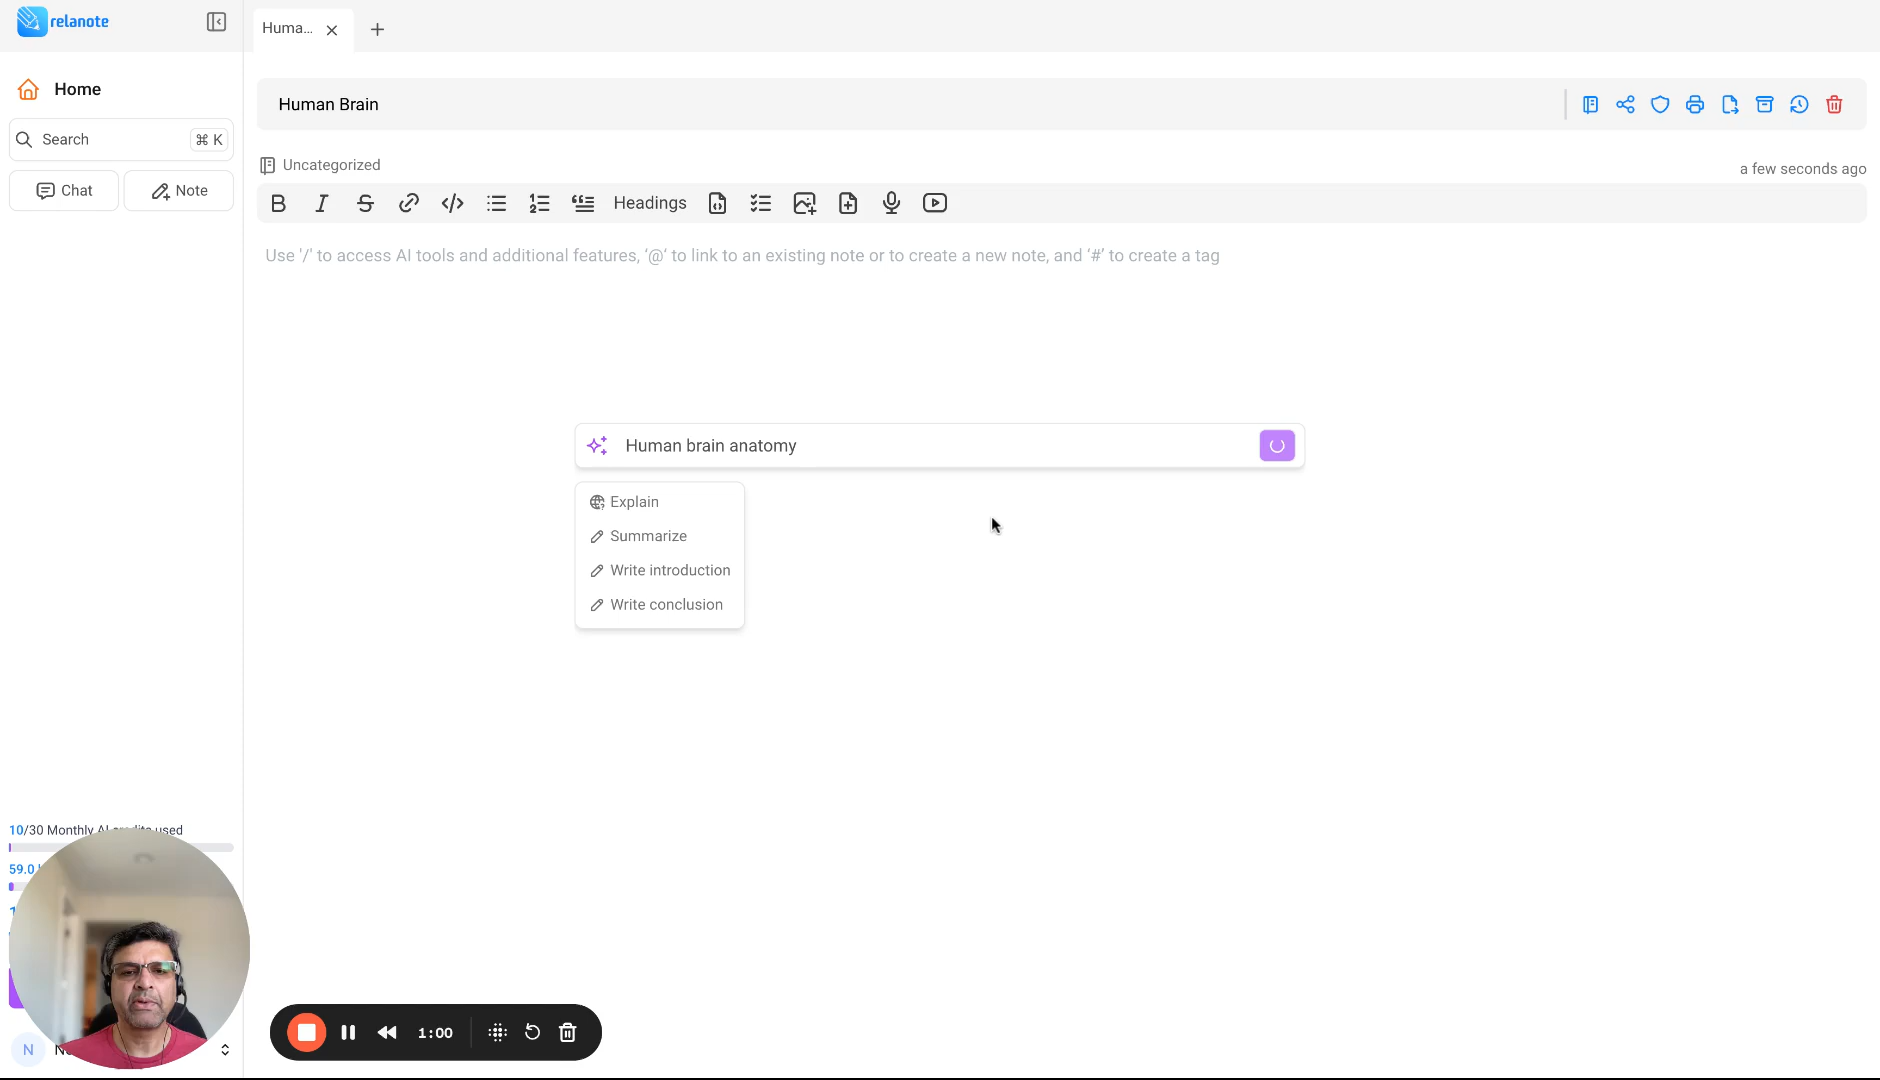 relanote
Huma...
Home
Human Brain
Search
⌘ K
Uncategorized
a few seconds ago
Chat
Note
Headings
Use '/' to access AI tools and additional features, '@' to link to an existing note or to create a new note, and '#' to create a tag
Human brain anatomy
Explain
Summarize
Write introduction
Write conclusion
10/30 Monthly AI credits used
59.0
1:00
N